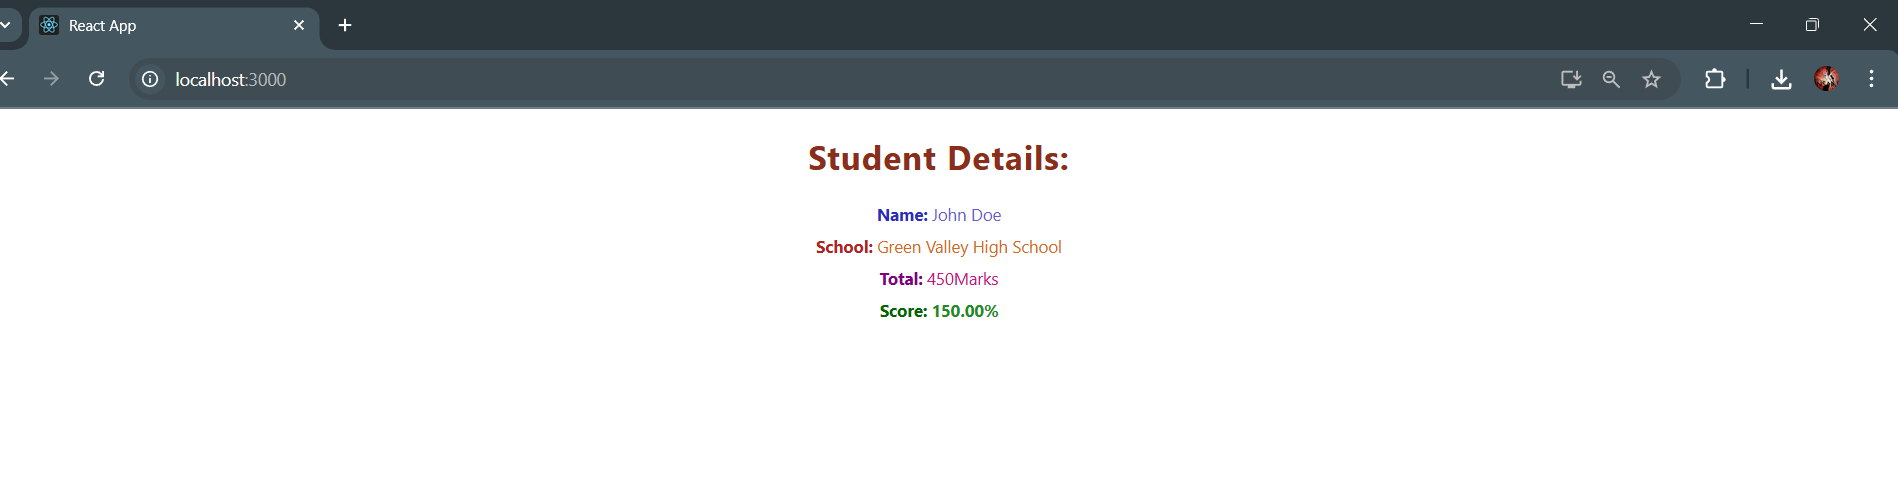 React App
localhost:3000
Student Details:
Name: John Doe
School: Green Valley High School
Total: 450Marks
Score: 150.00%